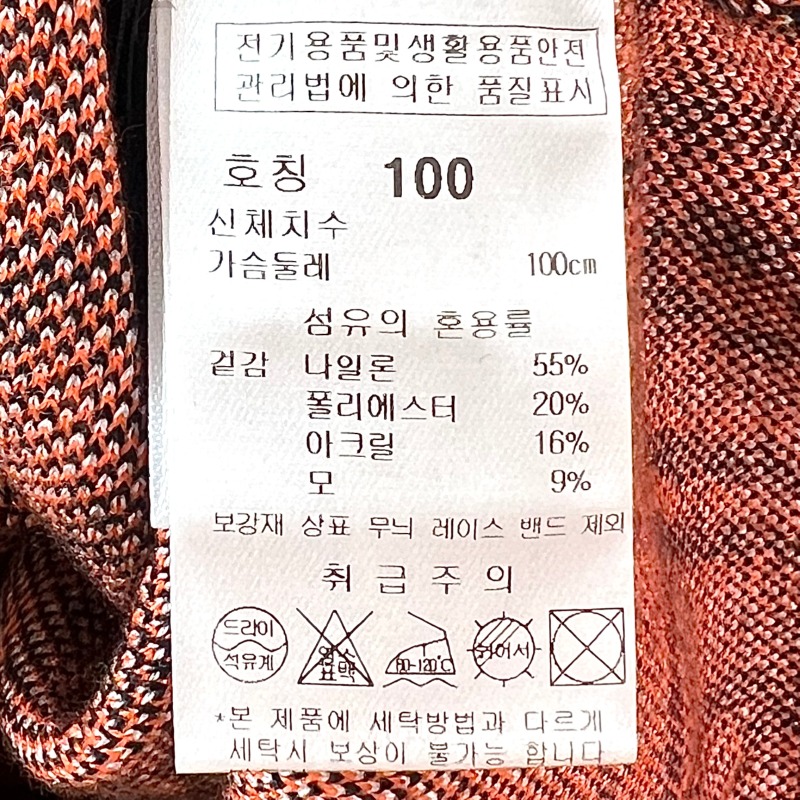 전기용품및생활용품안전
관리법에 의한 품질표시
호칭 100
신체치수
가슴둘레 100cm
섬유의 혼용률
겉감 나일론 55%
폴리에스터 20%
아크릴 16%
모 9%
보강재 상표 무늬 레이스 밴드 제외
취급주의
드라이
석유계
염소
표백
80-120℃
뉘어서
*본 제품에 세탁방법과 다르게
세탁시 보상이 불가능 합니다